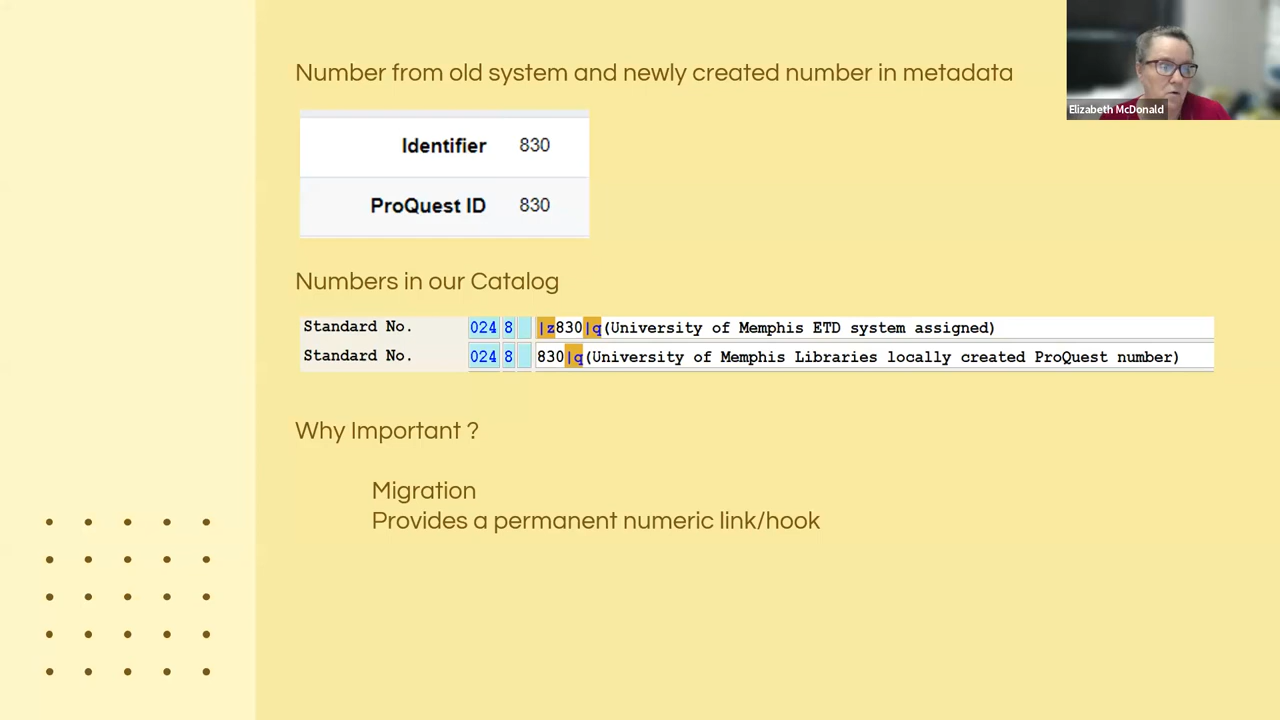 Number from old system and newly created number in metadata
Elizabeth McDonald
Identifier 830
ProQuest ID 830
Numbers in our Catalog
Standard No. 024 8 |z830|q(University of Memphis ETD system assigned)
Standard No. 024 8 830|q(University of Memphis Libraries locally created ProQuest number)
Why Important ?
Migration
Provides a permanent numeric link/hook